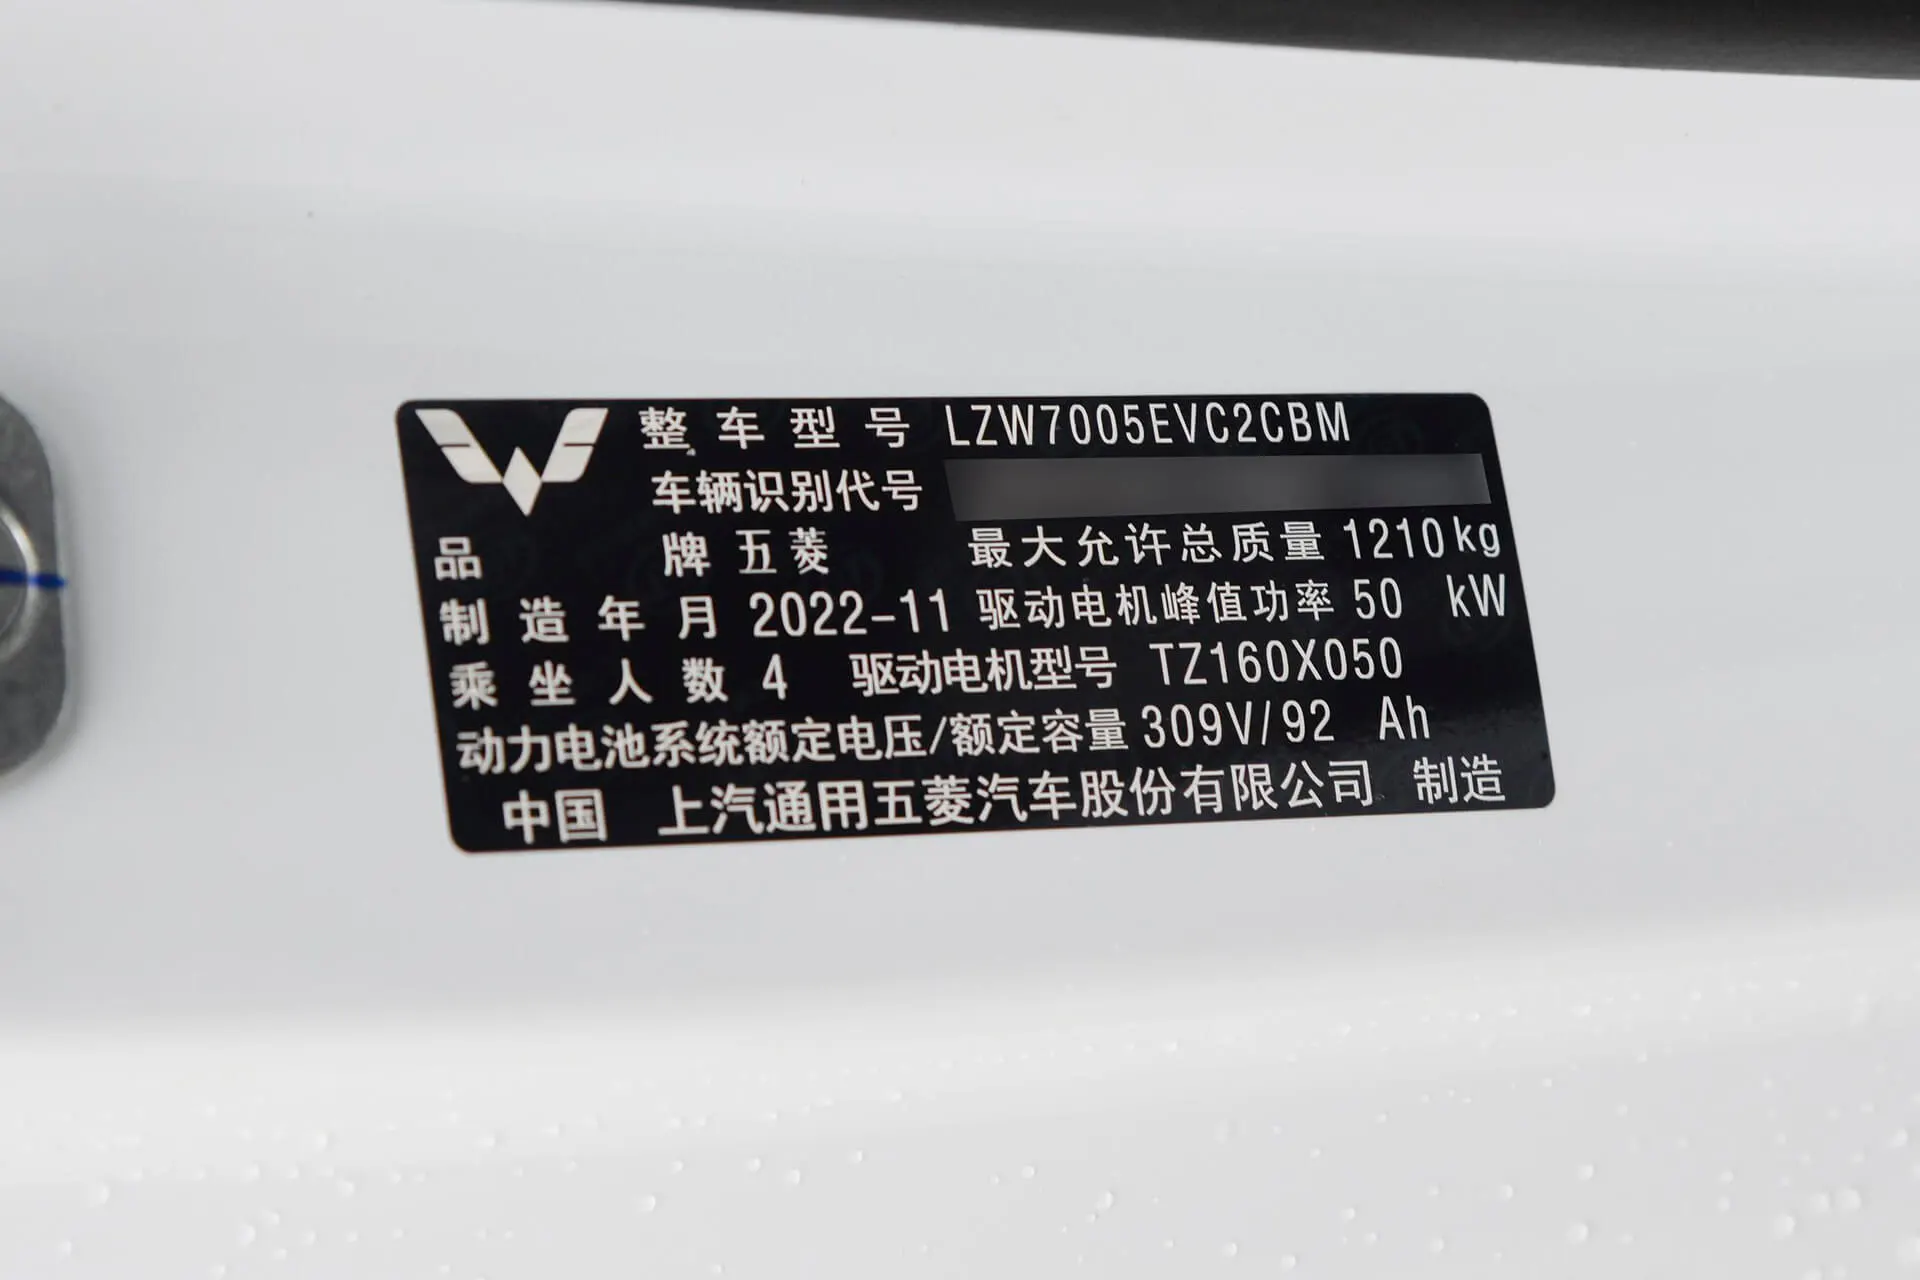 整车型号 LZW7005EVC2CBM
车辆识别代号
品牌 五菱 最大允许总质量 1210kg
制造年月 2022-11 驱动电机峰值功率 50 kW
乘坐人数 4 驱动电机型号 TZ160X050
动力电池系统额定电压/额定容量 309V/92 Ah
中国 上汽通用五菱汽车股份有限公司 制造